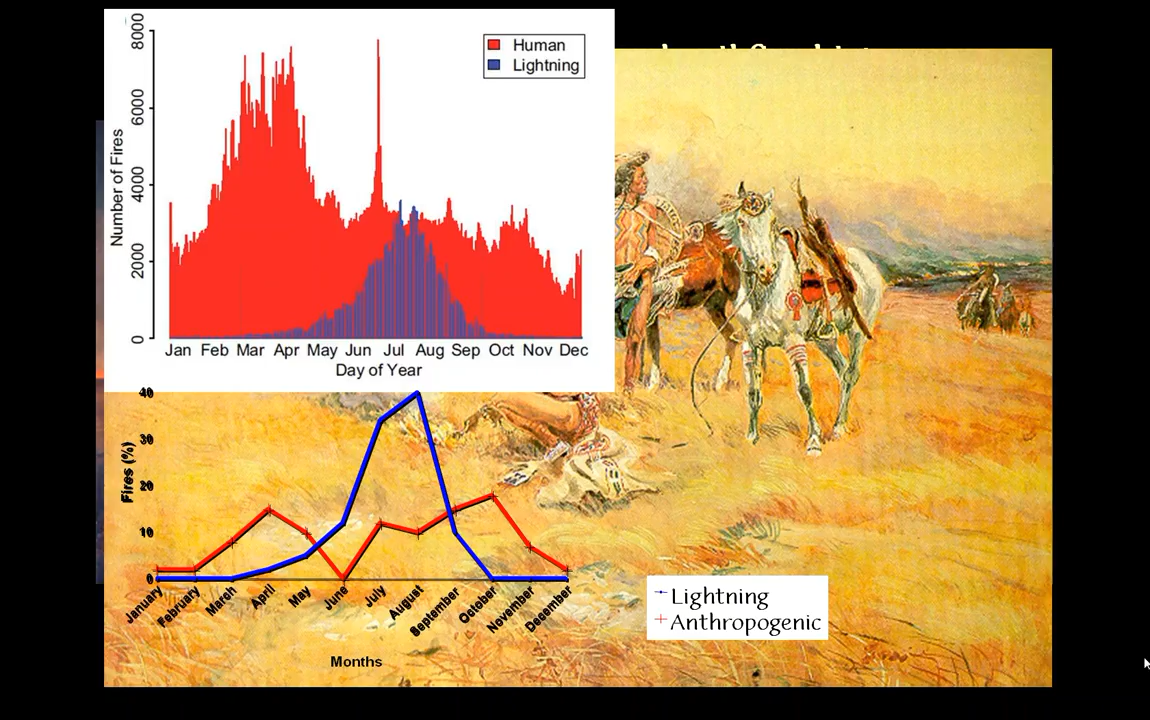 8000
6000
4000
2000
0
Number of Fires
Human
Lightning
Jan Feb Mar Apr May Jun Jul Aug Sep Oct Nov Dec
Day of Year
40
30
20
10
0
Fires (%)
January February March April May June July August September October November December
Months
Lightning
Anthropogenic